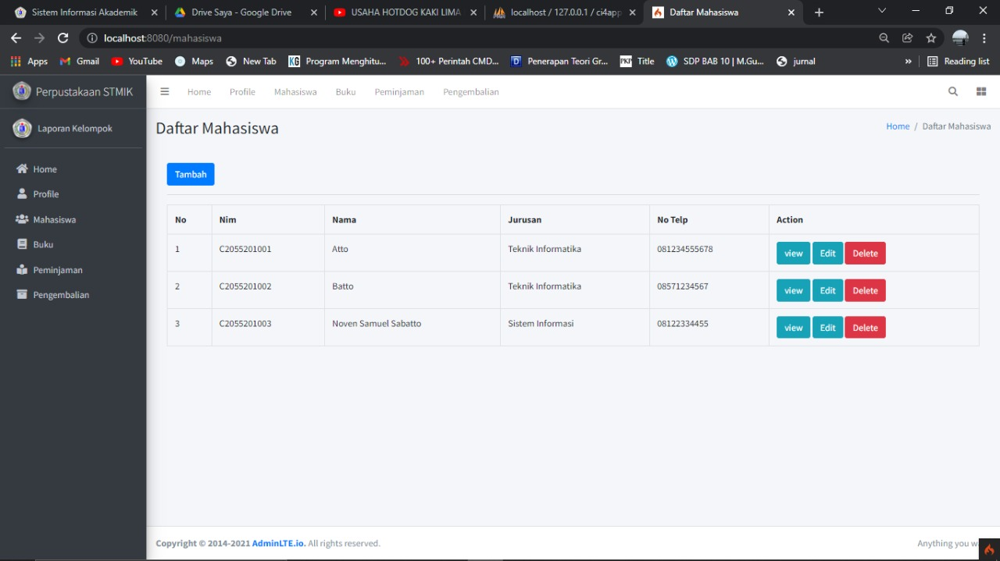 Sistem Informasi Akademik
Drive Saya - Google Drive
USAHA HOTDOG KAKI LIMA
localhost / 127.0.0.1 / ci4app
Daftar Mahasiswa
localhost:8080/mahasiswa
Apps
Gmail
YouTube
Maps
New Tab
KG Program Menghitu...
100+ Perintah CMD...
Penerapan Teori Gr...
PKP Title
SDP BAB 10 | M.Gu...
jurnal
»
Reading list
Perpustakaan STMIK
Home Profile Mahasiswa Buku Peminjaman Pengembalian
Laporan Kelompok
Home
Profile
Mahasiswa
Buku
Peminjaman
Pengembalian
Daftar Mahasiswa
Home / Daftar Mahasiswa
Tambah
No Nim Nama Jurusan No Telp Action
1 C2055201001 Atto Teknik Informatika 081234555678 view Edit Delete
2 C2055201002 Batto Teknik Informatika 08571234567 view Edit Delete
3 C2055201003 Noven Samuel Sabatto Sistem Informasi 08122334455 view Edit Delete
Copyright © 2014-2021 AdminLTE.io. All rights reserved.
Anything you w